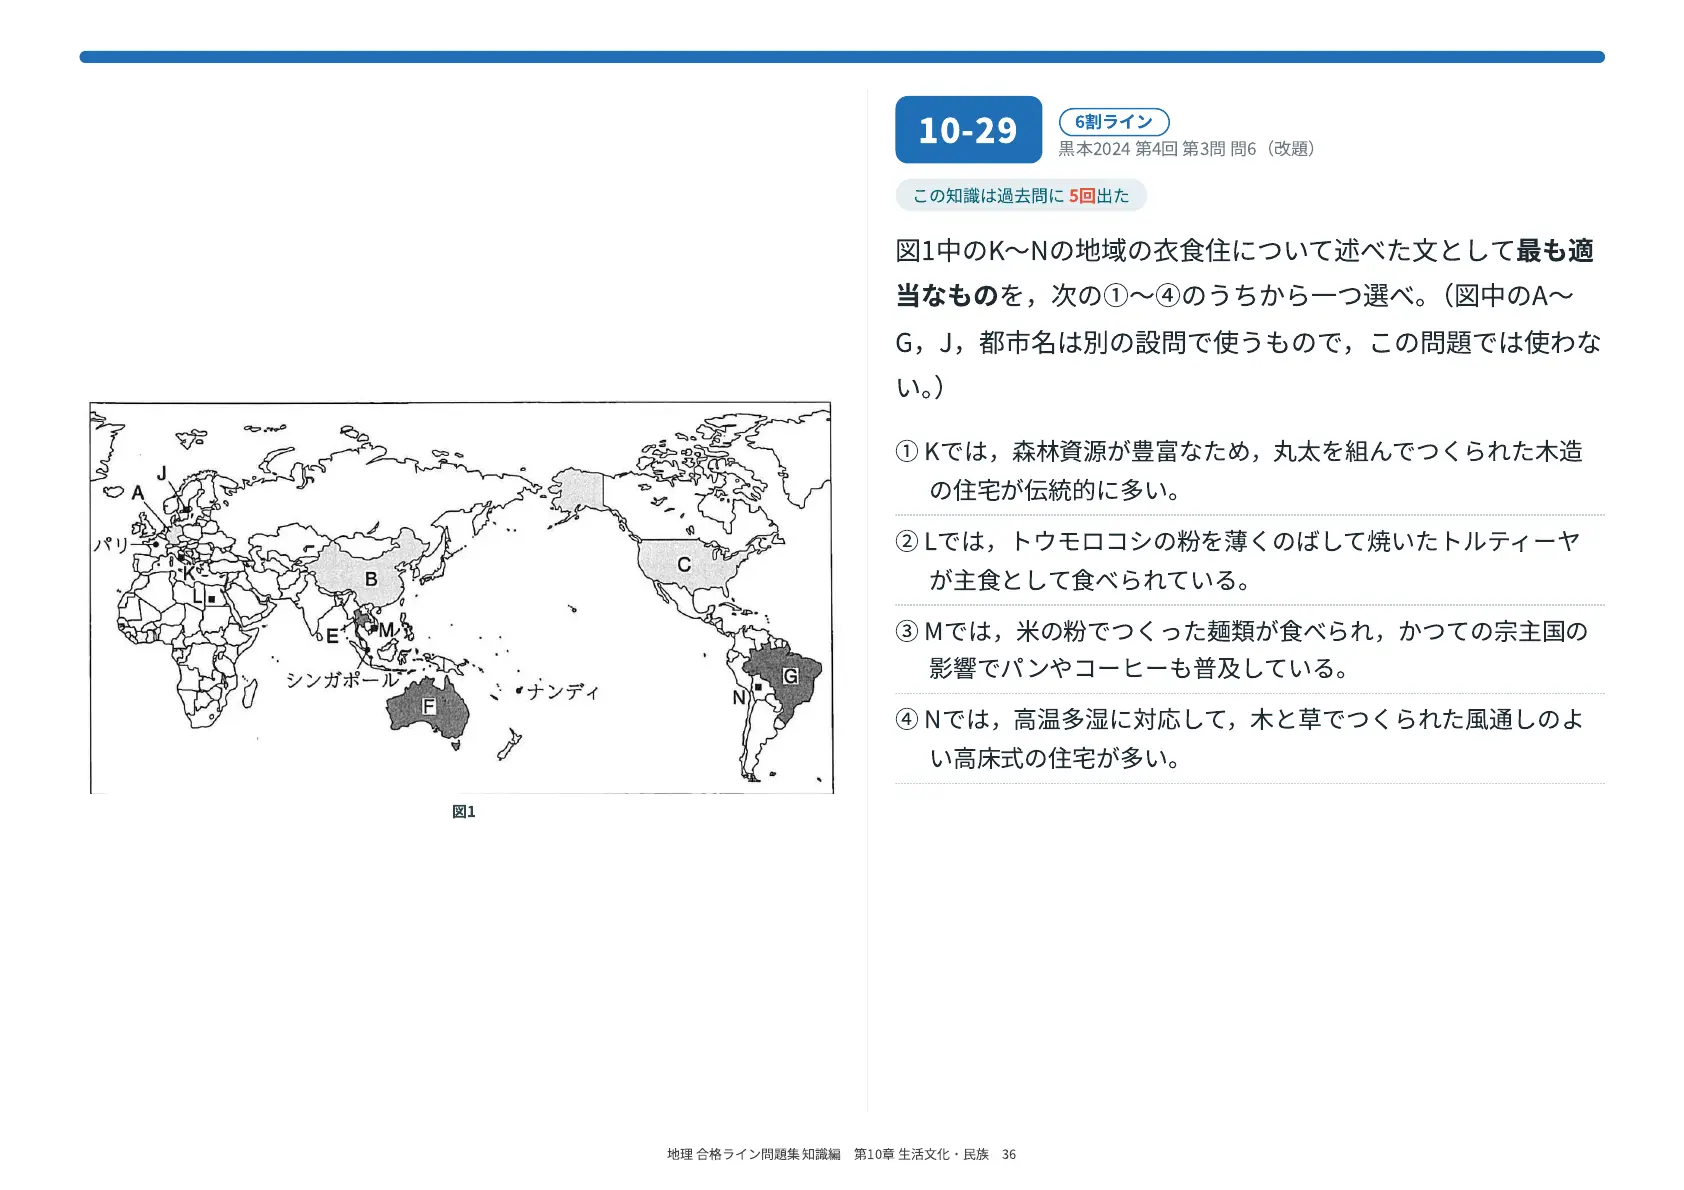 10-29
6割ライン
黒本2024 第4回 第3問 問6（改題）
この知識は過去問に 5回出た
図1中のK～Nの地域の衣食住について述べた文として最も適
当なものを，次の①～④のうちから一つ選べ。（図中のA～
G，J，都市名は別の設問で使うもので，この問題では使わな
い。）
① Kでは，森林資源が豊富なため，丸太を組んでつくられた木造
の住宅が伝統的に多い。
② Lでは，トウモロコシの粉を薄くのばして焼いたトルティーヤ
が主食として食べられている。
③ Mでは，米の粉でつくった麺類が食べられ，かつての宗主国の
影響でパンやコーヒーも普及している。
④ Nでは，高温多湿に対応して，木と草でつくられた風通しのよ
い高床式の住宅が多い。
J
A
パリ
K
L
B
C
E
M
シンガポール
F
ナンディ
N
G
図1
地理 合格ライン問題集 知識編　第10章 生活文化・民族　36